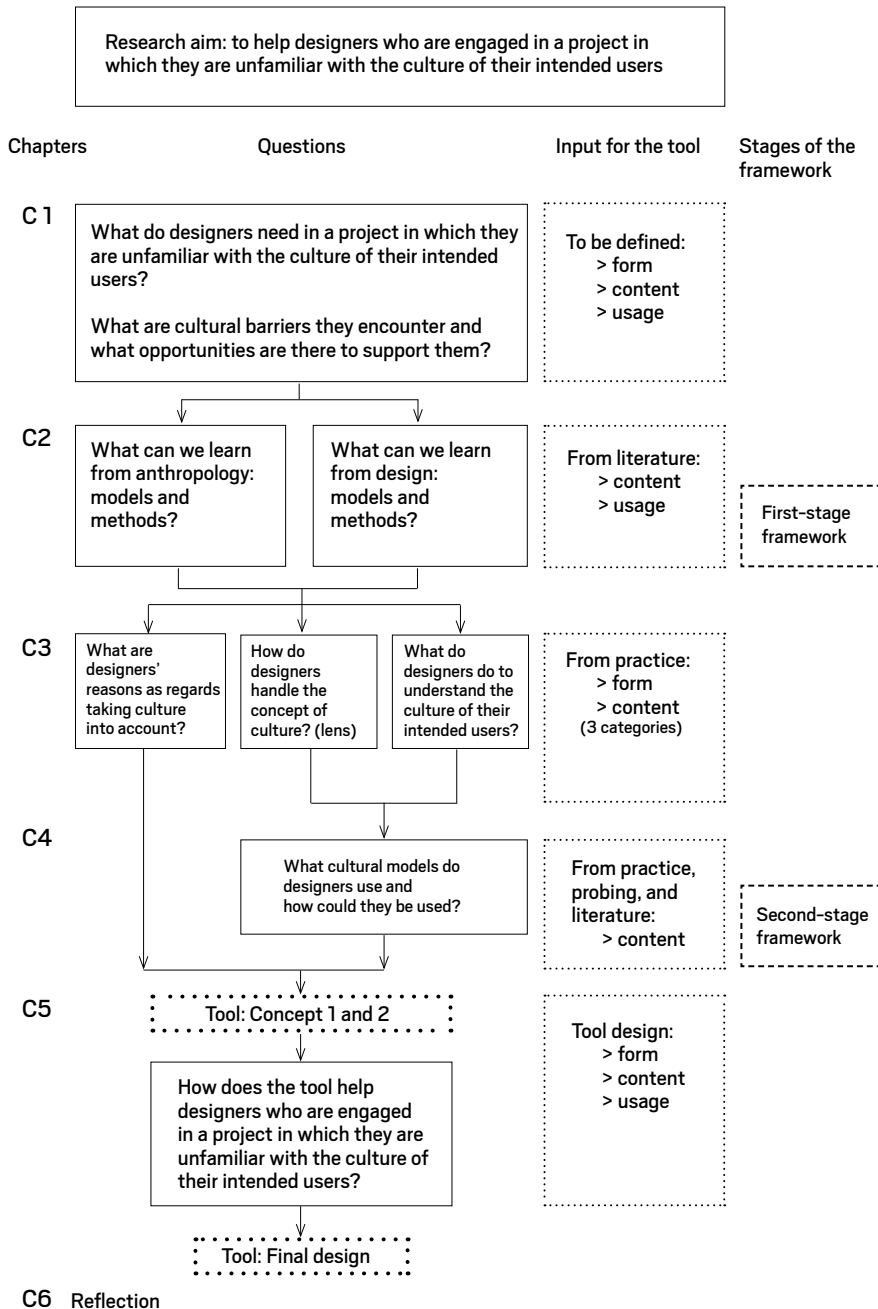 Research aim: to help designers who are engaged in a project in
which they are unfamiliar with the culture of their intended users
Chapters
Questions
Input for the tool
Stages of the
framework
C1
What do designers need in a project in which they
are unfamiliar with the culture of their intended
users?
What are cultural barriers they encounter and
what opportunities are there to support them?
To be defined:
> form
> content
> usage
C2
What can we learn
from anthropology:
models and
methods?
What can we learn
from design:
models and
methods?
From literature:
> content
> usage
First-stage
framework
C3
What are
designers'
reasons as regards
taking culture
into account?
How do
designers
handle the
concept of
culture? (lens)
What do
designers do to
understand the
culture of their
intended users?
From practice:
> form
> content
(3 categories)
C4
What cultural models do
designers use and
how could they be used?
From practice,
probing, and
literature:
> content
Second-stage
framework
C5
Tool: Concept 1 and 2
How does the tool help
designers who are engaged
in a project in which they are
unfamiliar with the culture of
their intended users?
Tool design:
> form
> content
> usage
Tool: Final design
C6 Reflection